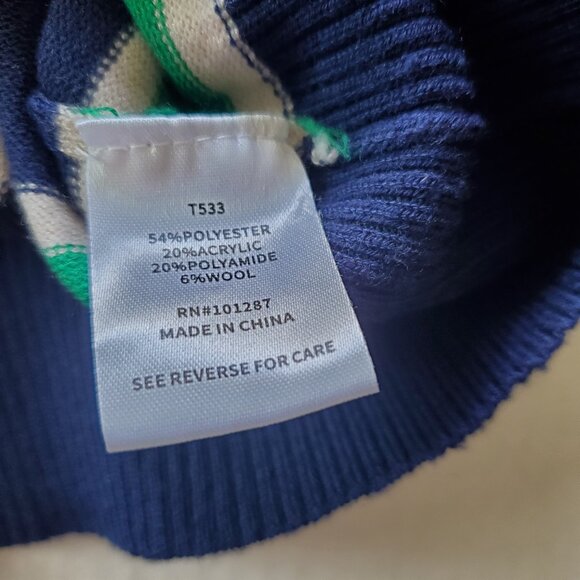 T533
54%POLYESTER
20%ACRYLIC
20%POLYAMIDE
6%WOOL
RN#101287
MADE IN CHINA
SEE REVERSE FOR CARE